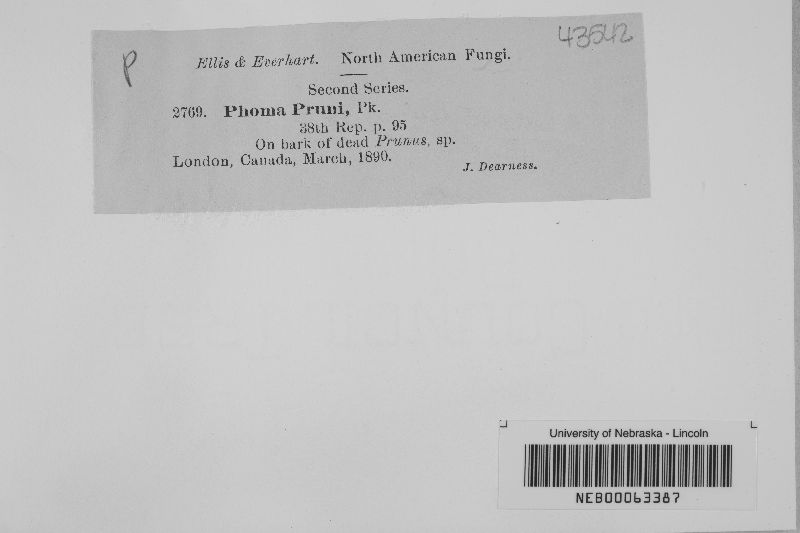 P
43542
Ellis & Everhart. North American Fungi.
Second Series.
2769. Phoma Pruni, Pk.
38th Rep. p. 95
On bark of dead Prunus, sp.
London, Canada, March, 1890.
J. Dearness.
University of Nebraska - Lincoln
NEB00063387